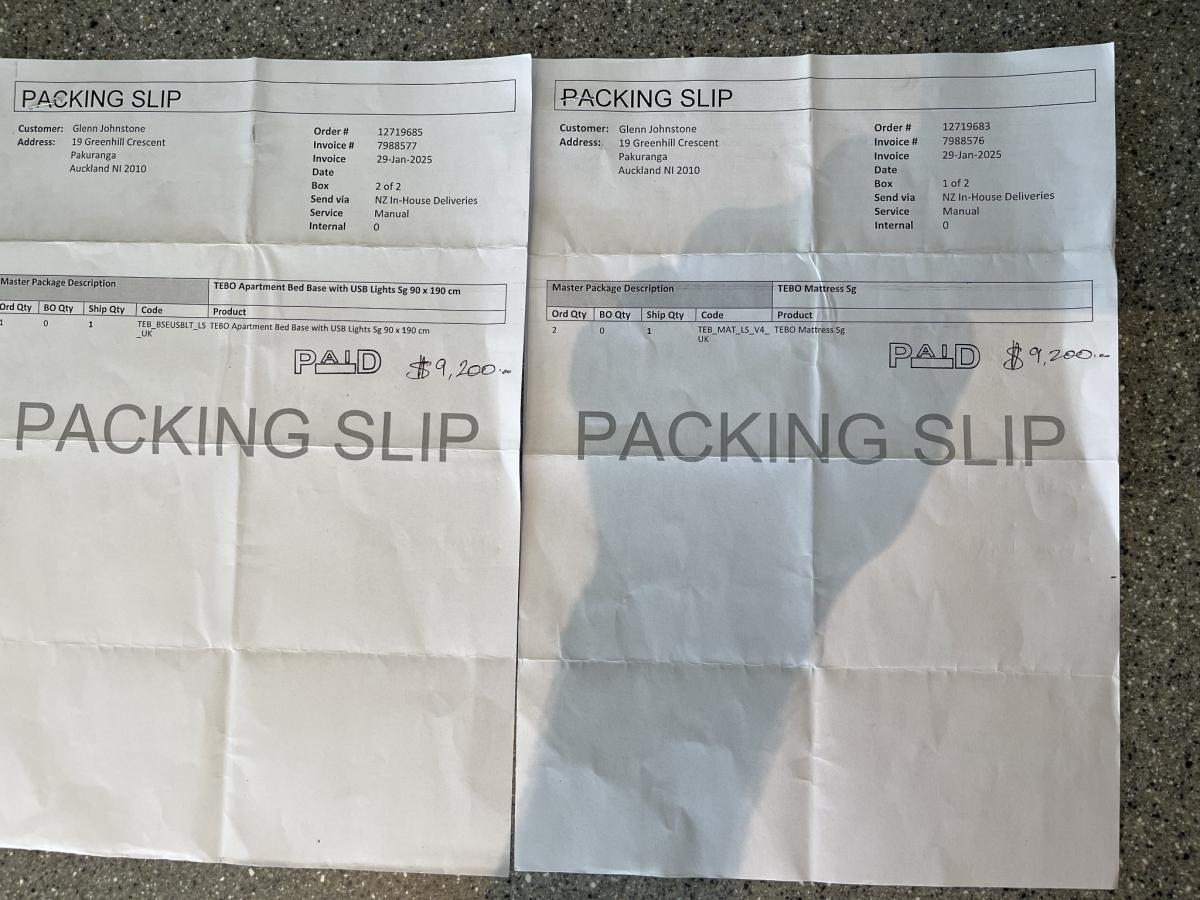 PACKING SLIP
Customer: Glenn Johnstone
Address: 19 Greenhill Crescent
Pakuranga
Auckland NI 2010
Order # 12719685
Invoice # 7988577
Invoice 29-Jan-2025
Date
Box 2 of 2
Send via NZ In-House Deliveries
Service Manual
Internal 0
Master Package Description TEBO Apartment Bed Base with USB Lights Sg 90 x 190 cm
Ord Qty BO Qty Ship Qty Code Product
1 0 1 TEB_BSEUSBLT_LS TEBO Apartment Bed Base with USB Lights Sg 90 x 190 cm
_UK
PAID $9,200.--
PACKING SLIP
PACKING SLIP
Customer: Glenn Johnstone
Address: 19 Greenhill Crescent
Pakuranga
Auckland NI 2010
Order # 12719683
Invoice # 7988576
Invoice 29-Jan-2025
Date
Box 1 of 2
Send via NZ In-House Deliveries
Service Manual
Internal 0
Master Package Description TEBO Mattress Sg
Ord Qty BO Qty Ship Qty Code Product
2 0 1 TEB_MAT_LS_V4_ TEBO Mattress Sg
UK
PAID $9,200.--
PACKING SLIP